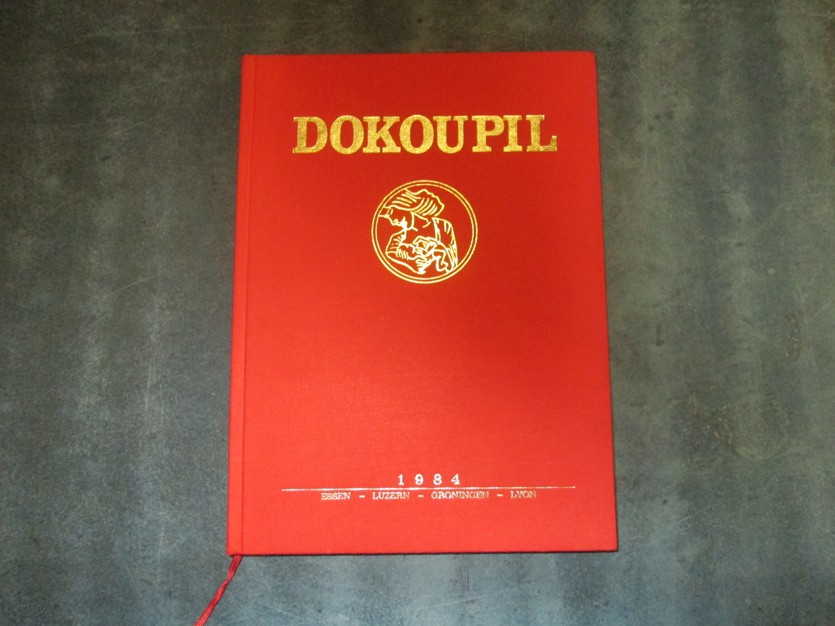 DOKOUPIL
1984
ESSEN - LUZERN - GRONINGEN - LYON